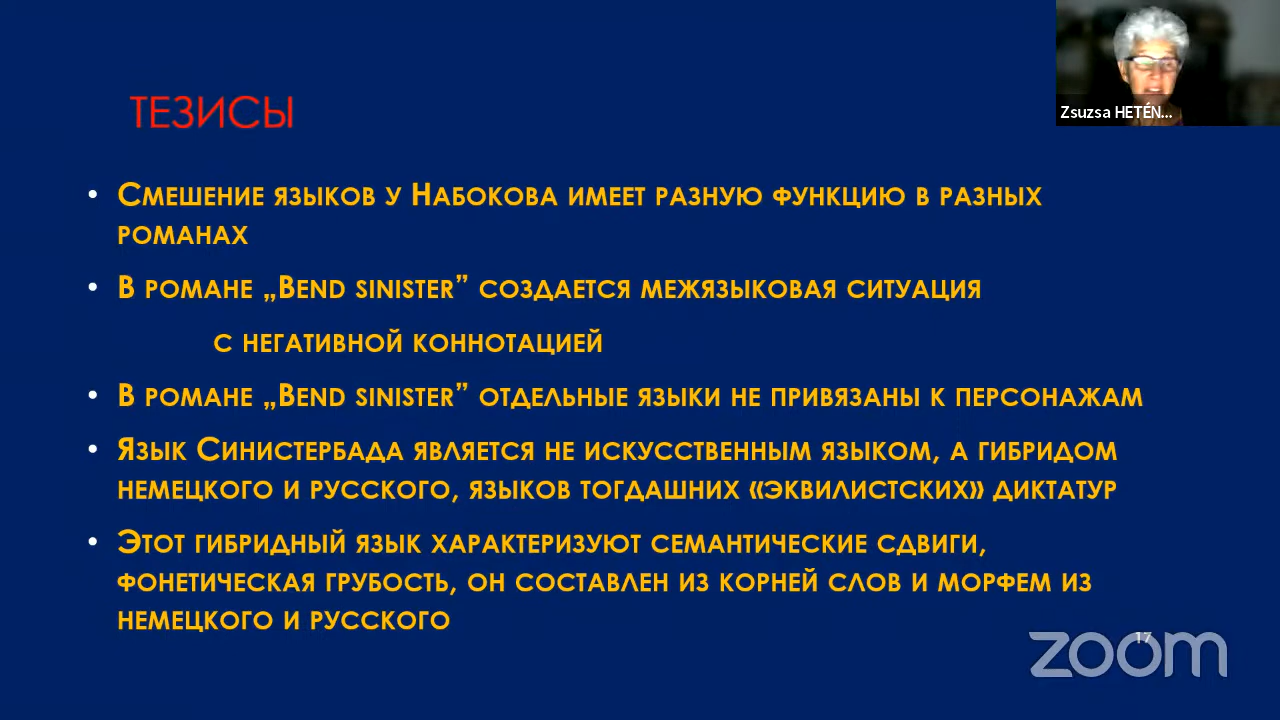 Zsuzsa HETÉN...
ТЕЗИСЫ
• Смешение языков у Набокова имеет разную функцию в разных
романах
• В романе „Bend sinister” создается межязыковая ситуация
с негативной коннотацией
• В романе „Bend sinister” отдельные языки не привязаны к персонажам
• Язык Синистербада является не искусственным языком, а гибридом
немецкого и русского, языков тогдашних «эквилистских» диктатур
• Этот гибридный язык характеризуют семантические сдвиги,
фонетическая грубость, он составлен из корней слов и морфем из
немецкого и русского
17
zoom